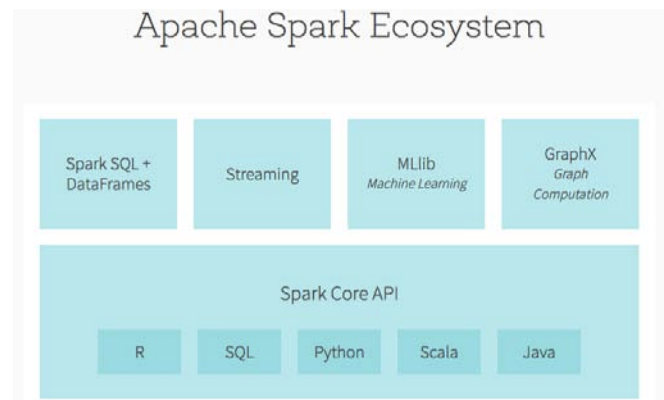 Apache Spark Ecosystem
Spark SQL +
DataFrames
Streaming
MLlib
Machine Learning
GraphX
Graph
Computation
Spark Core API
R
SQL
Python
Scala
Java